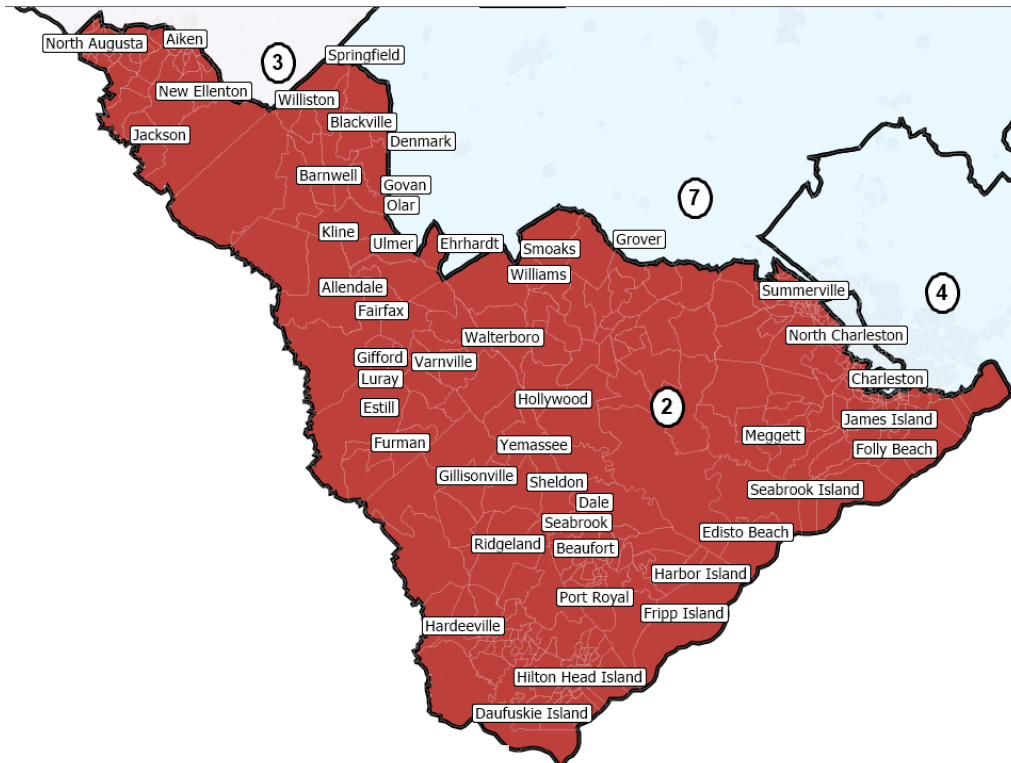 North Augusta
Aiken
3
Springfield
New Ellenton
Williston
Blackville
Jackson
Denmark
Barnwell
Govan
7
Olar
Kline
Ulmer
Ehrhardt
Smoaks
Grover
Williams
Allendale
Summerville
4
Fairfax
Walterboro
North Charleston
Gifford
Varnville
Luray
Charleston
Estill
Hollywood
2
James Island
Furman
Yemassee
Meggett
Folly Beach
Gillisonville
Sheldon
Seabrook Island
Dale
Seabrook
Edisto Beach
Ridgeland
Beaufort
Harbor Island
Port Royal
Fripp Island
Hardeeville
Hilton Head Island
Daufuskie Island